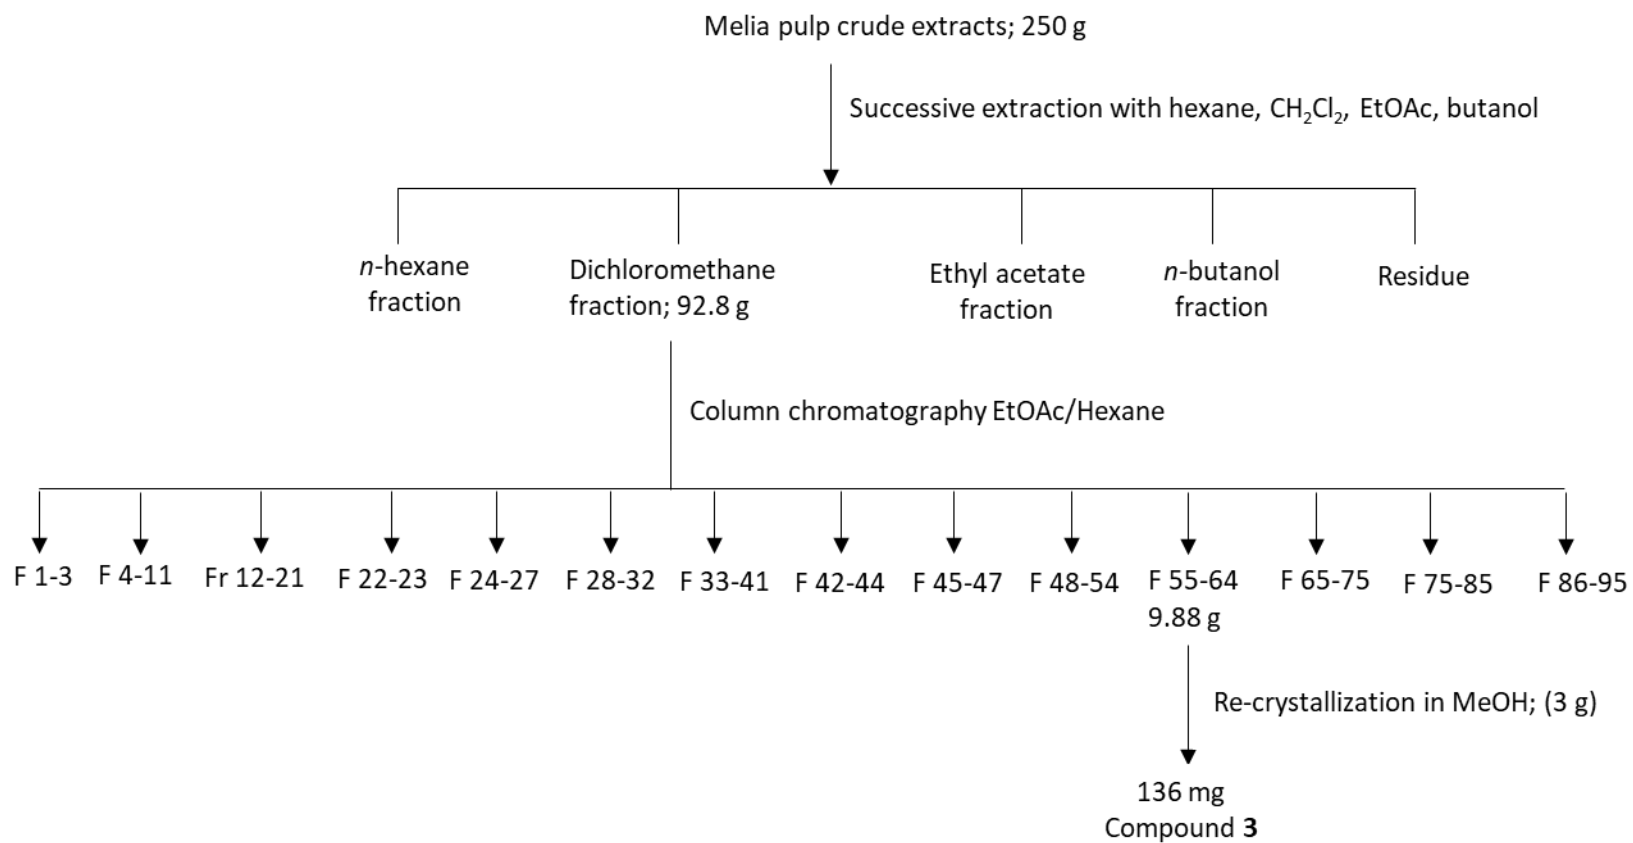 Melia pulp crude extracts; 250 g
Successive extraction with hexane, CH₂Cl₂, EtOAc, butanol
n-hexane
fraction
Dichloromethane
fraction; 92.8 g
Ethyl acetate
fraction
n-butanol
fraction
Residue
Column chromatography EtOAc/Hexane
F 1-3
F 4-11
Fr 12-21
F 22-23
F 24-27
F 28-32
F 33-41
F 42-44
F 45-47
F 48-54
F 55-64
9.88 g
F 65-75
F 75-85
F 86-95
Re-crystallization in MeOH; (3 g)
136 mg
Compound 3